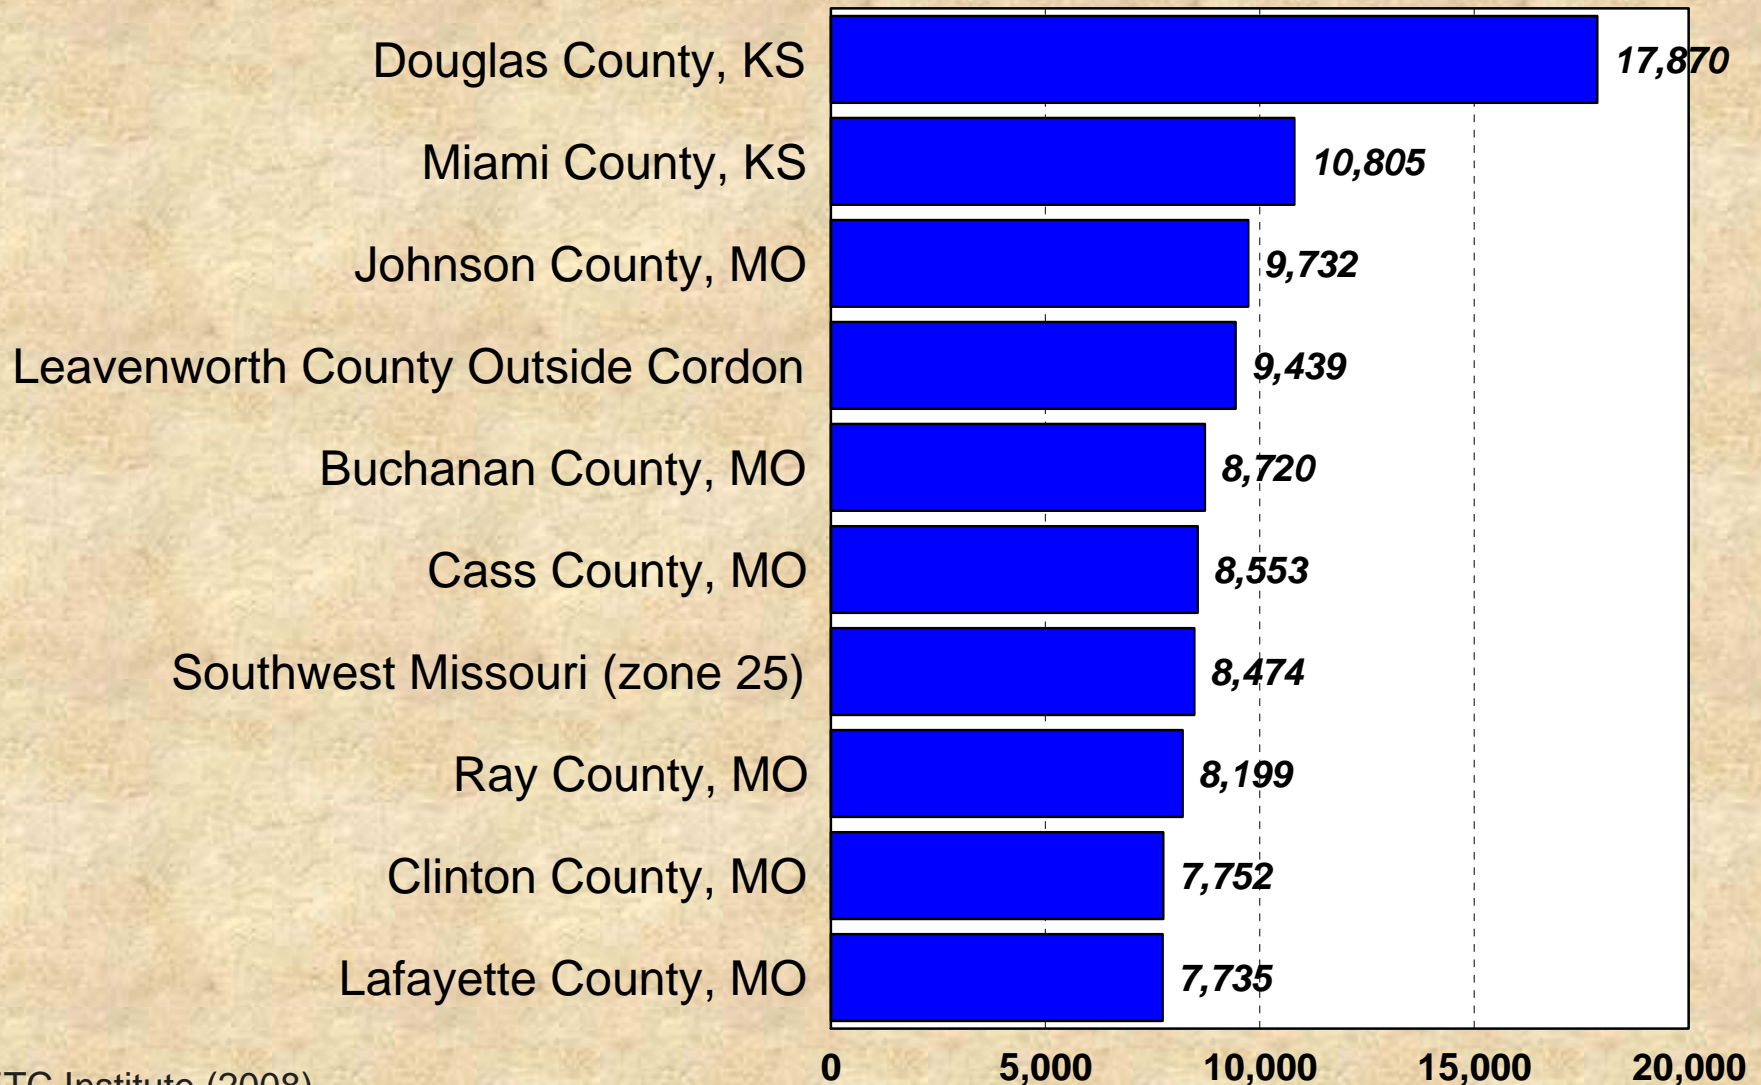 Douglas County, KS 17,870
Miami County, KS 10,805
Johnson County, MO 9,732
Leavenworth County Outside Cordon 9,439
Buchanan County, MO 8,720
Cass County, MO 8,553
Southwest Missouri (zone 25) 8,474
Ray County, MO 8,199
Clinton County, MO 7,752
Lafayette County, MO 7,735
0 5,000 10,000 15,000 20,000
Institute (2008)